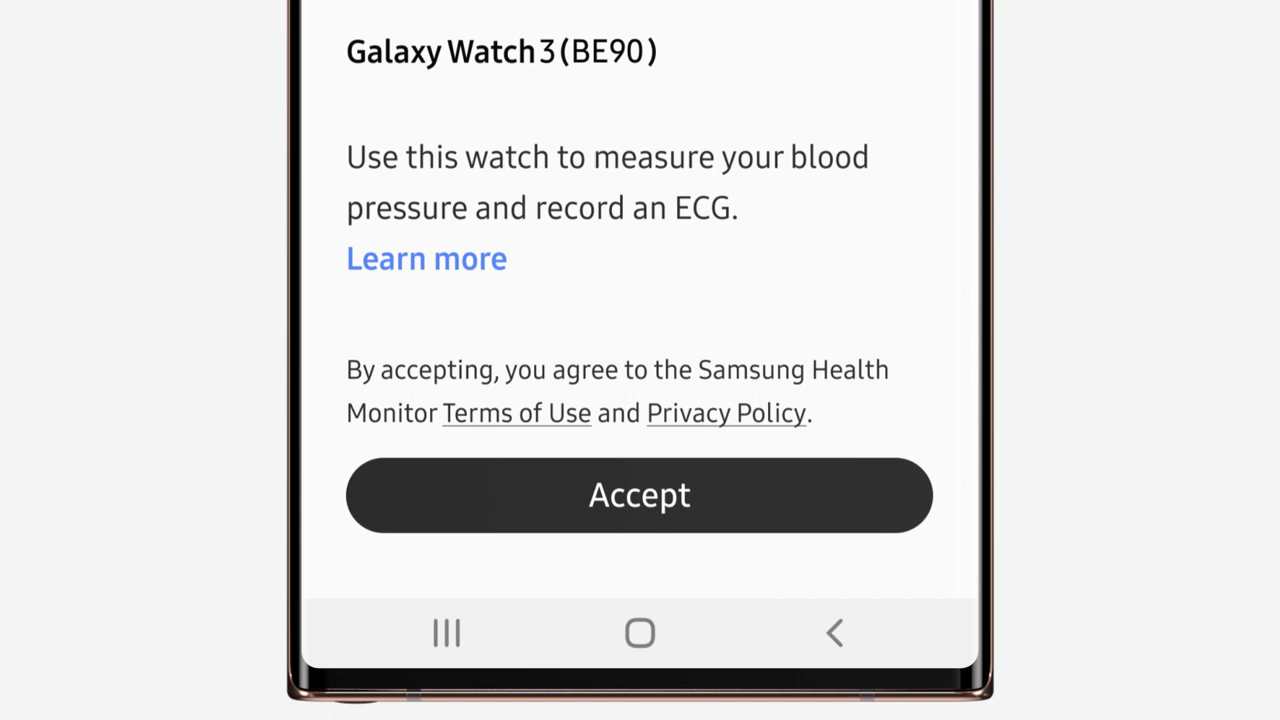 Galaxy Watch3(BE90)
Use this watch to measure your blood
pressure and record an ECG.
Learn more
By accepting, you agree to the Samsung Health
Monitor Terms of Use and Privacy Policy.
Accept